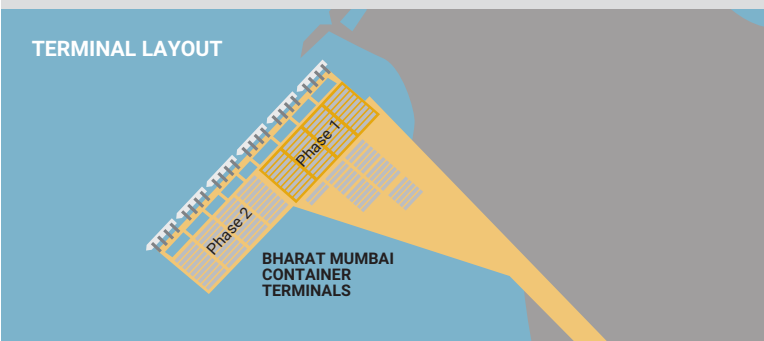 TERMINAL LAYOUT
Phase 1
Phase 2
BHARAT MUMBAI
CONTAINER
TERMINALS